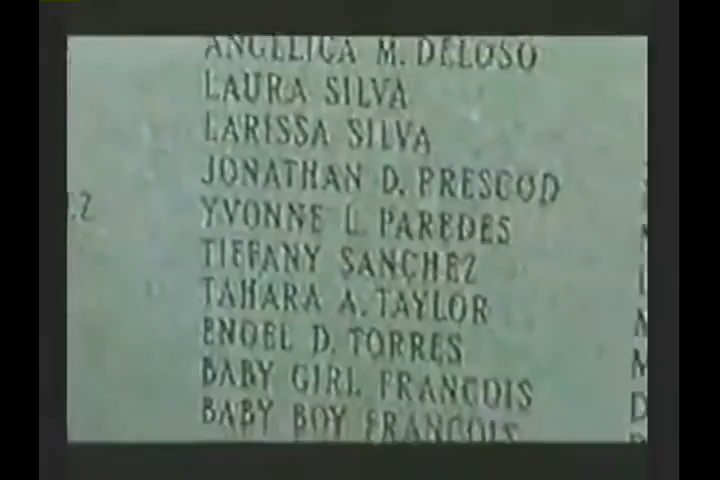 ANGELICA M. DELOSO
LAURA SILVA
LARISSA SILVA
JONATHAN D. PRESCOD
YVONNE L. PAREDES
TIFFANY SANCHEZ
TAHARA A. TAYLOR
ENOEL D. TORRES
BABY GIRL FRANCOIS
BABY BOY FRANCOIS